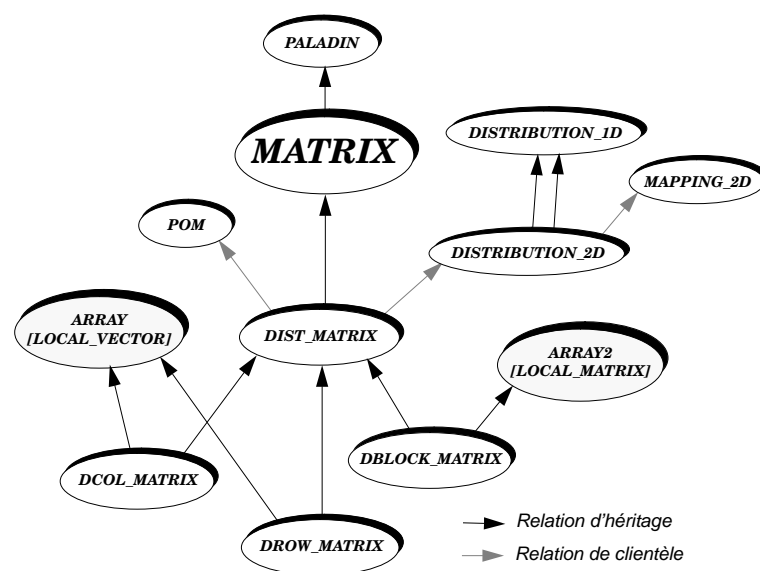 PALADIN
MATRIX
DISTRIBUTION_1D
MAPPING_2D
POM
DISTRIBUTION_2D
ARRAY
[LOCAL_VECTOR]
DIST_MATRIX
ARRAY2
[LOCAL_MATRIX]
DCOL_MATRIX
DBLOCK_MATRIX
DROW_MATRIX
Relation d'héritage
Relation de clientèle